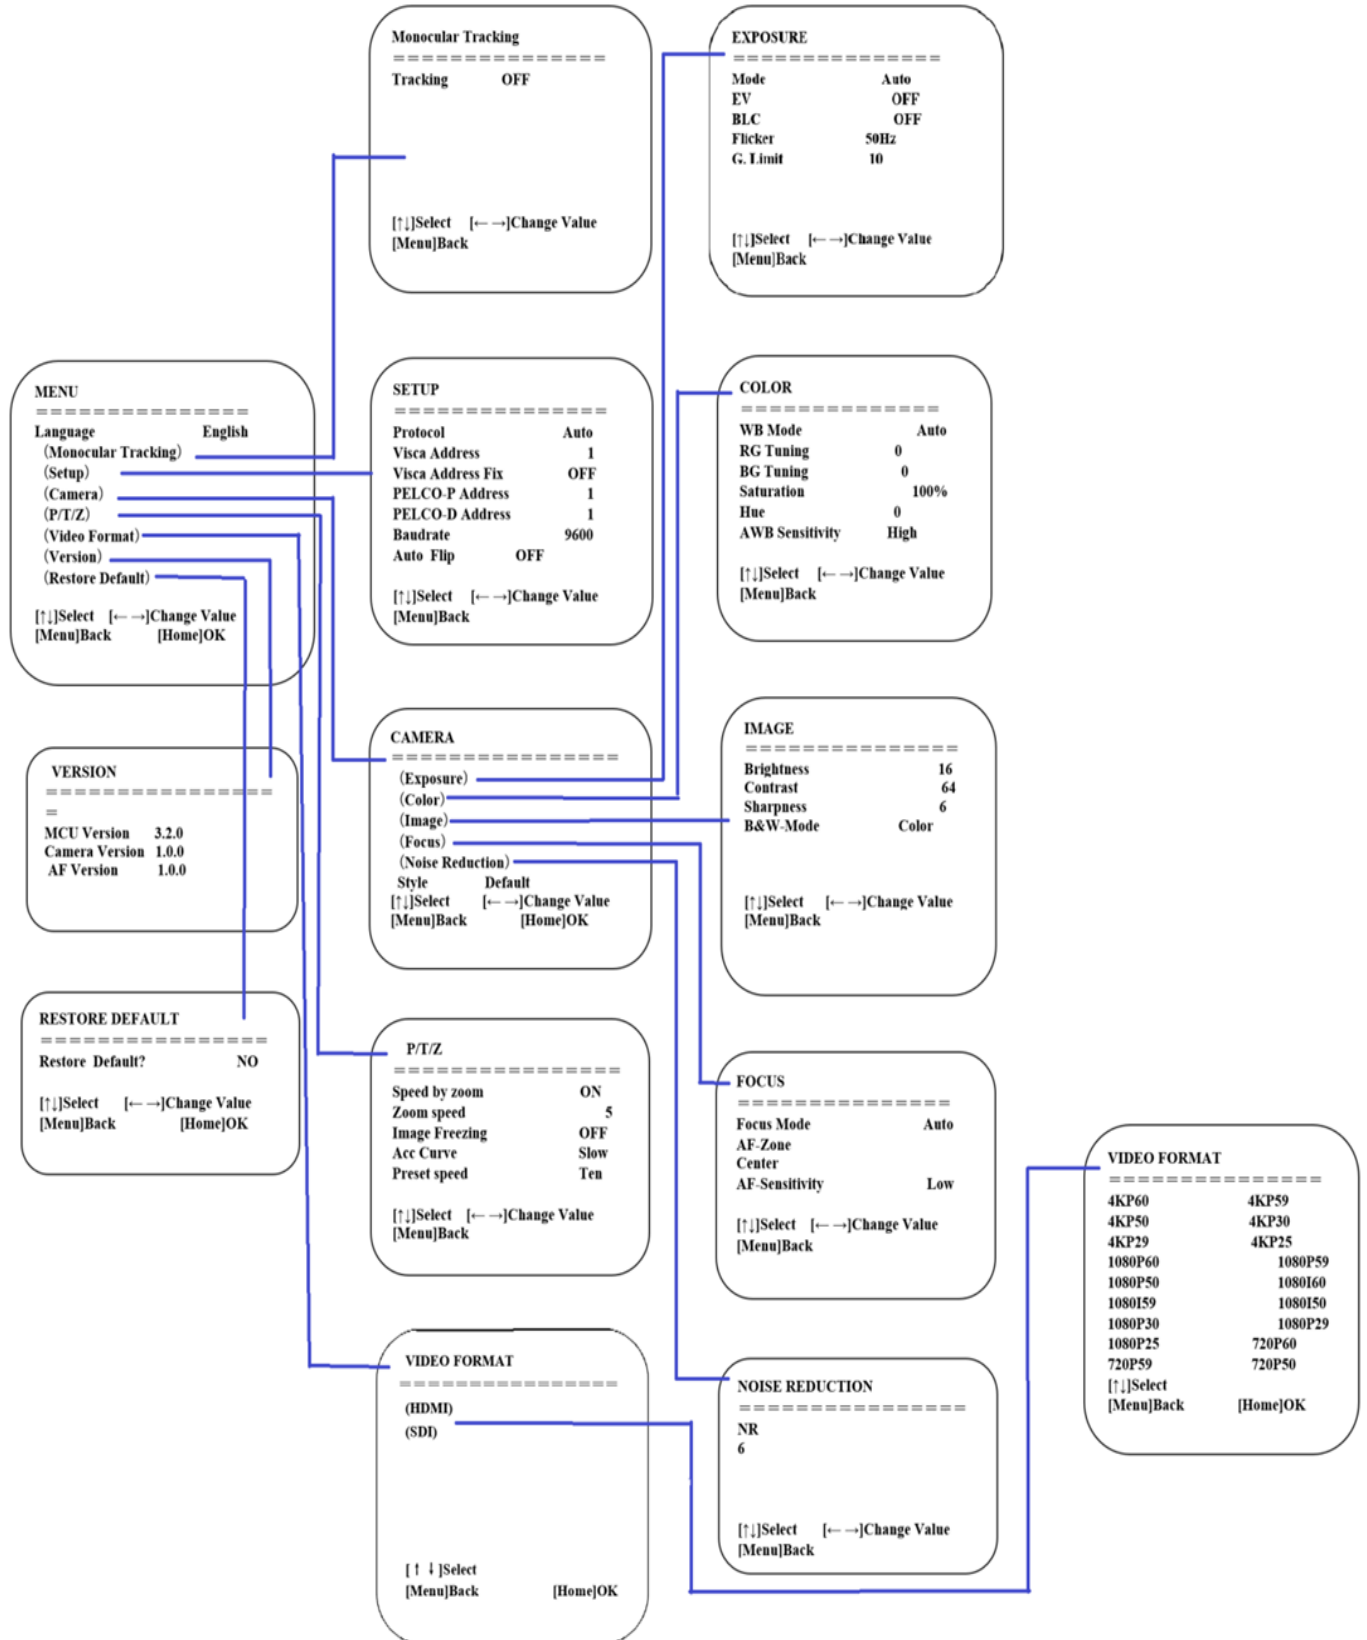 Monocular Tracking
===============
Tracking OFF
[↑↓]Select [←→]Change Value
[Menu]Back
EXPOSURE
===============
Mode Auto
EV OFF
BLC OFF
Flicker 50Hz
G. Limit 10
[↑↓]Select [←→]Change Value
[Menu]Back
MENU
===============
Language English
(Monocular Tracking)
(Setup)
(Camera)
(P/T/Z)
(Video Format)
(Version)
(Restore Default)
[↑↓]Select [←→]Change Value
[Menu]Back [Home]OK
SETUP
===============
Protocol Auto
Visca Address 1
Visca Address Fix OFF
PELCO-P Address 1
PELCO-D Address 1
Baudrate 9600
Auto Flip OFF
[↑↓]Select [←→]Change Value
[Menu]Back
COLOR
==============
WB Mode Auto
RG Tuning 0
BG Tuning 0
Saturation 100%
Hue 0
AWB Sensitivity High
[↑↓]Select [←→]Change Value
[Menu]Back
VERSION
================
=
MCU Version 3.2.0
Camera Version 1.0.0
AF Version 1.0.0
CAMERA
================
(Exposure)
(Color)
(Image)
(Focus)
(Noise Reduction)
Style Default
[↑↓]Select [←→]Change Value
[Menu]Back [Home]OK
IMAGE
===============
Brightness 16
Contrast 64
Sharpness 6
B&W-Mode Color
[↑↓]Select [←→]Change Value
[Menu]Back
RESTORE DEFAULT
================
Restore Default? NO
[↑↓]Select [←→]Change Value
[Menu]Back [Home]OK
P/T/Z
================
Speed by zoom ON
Zoom speed 5
Image Freezing OFF
Acc Curve Slow
Preset speed Ten
[↑↓]Select [←→]Change Value
[Menu]Back
FOCUS
===============
Focus Mode Auto
AF-Zone
Center
AF-Sensitivity Low
[↑↓]Select [←→]Change Value
[Menu]Back
VIDEO FORMAT
===============
4KP60 4KP59
4KP50 4KP30
4KP29 4KP25
1080P60 1080P59
1080P50 1080I60
1080I59 1080I50
1080P30 1080P29
1080P25 720P60
720P59 720P50
[↑↓]Select
[Menu]Back [Home]OK
VIDEO FORMAT
================
(HDMI)
(SDI)
[↑ ↓]Select
[Menu]Back [Home]OK
NOISE REDUCTION
================
NR
6
[↑↓]Select [←→]Change Value
[Menu]Back